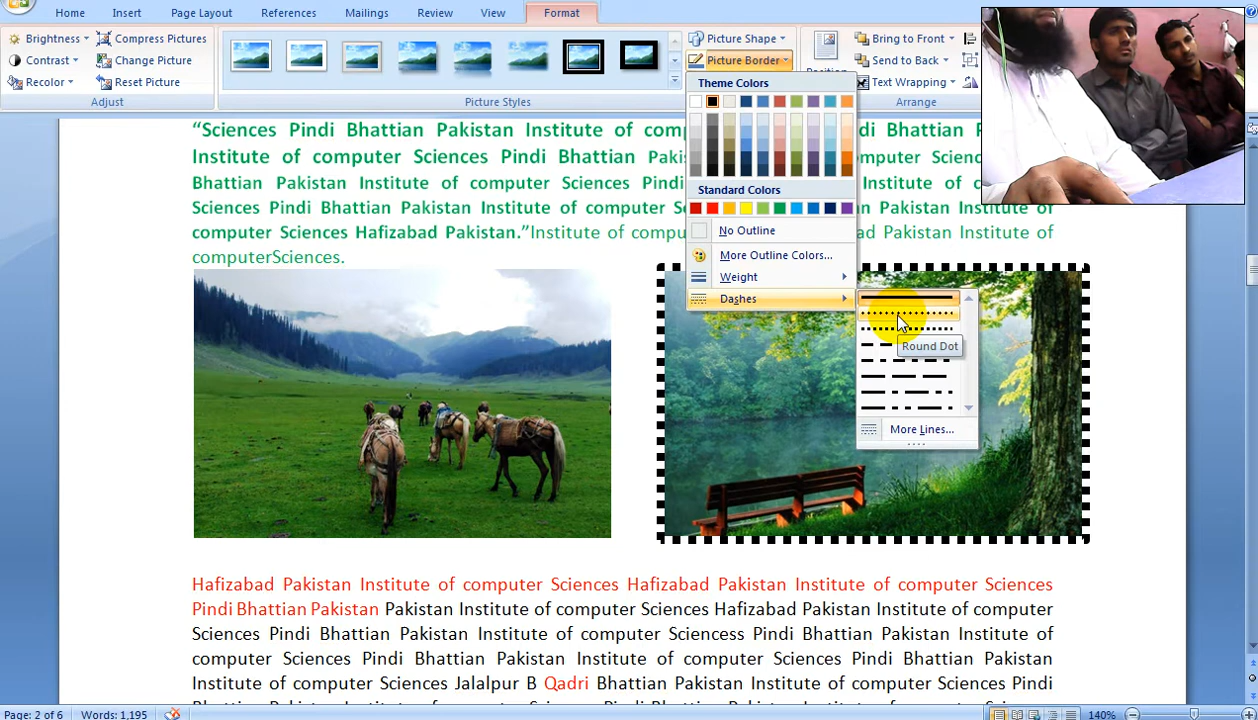 Home Insert Page Layout References Mailings Review View Format
Brightness Compress Pictures Picture Shape Bring to Front
Contrast Change Picture Picture Border Send to Back
Recolor Reset Picture Text Wrapping
Adjust Picture Styles Arrange
Theme Colors
Standard Colors
No Outline
More Outline Colors...
Weight
Dashes
Round Dot
More Lines...
“Sciences Pindi Bhattian Pakistan Institute of
Institute of computer Sciences Pindi Bhattian
Bhattian Pakistan Institute of computer Sciences
Sciences Pindi Bhattian Pakistan Institute of computer Pakistan Institute of
computer Sciences Hafizabad Pakistan.”Institute of Pakistan Institute of
computerSciences.
Hafizabad Pakistan Institute of computer Sciences Hafizabad Pakistan Institute of computer Sciences
Pindi Bhattian Pakistan Pakistan Institute of computer Sciences Hafizabad Pakistan Institute of computer
Sciences Pindi Bhattian Pakistan Institute of computer Sciencess Pindi Bhattian Pakistan Institute of
computer Sciences Pindi Bhattian Pakistan Institute of computer Sciences Pindi Bhattian Pakistan
Institute of computer Sciences Jalalpur B Qadri Bhattian Pakistan Institute of computer Sciences Pindi
Page: 2 of 6 Words: 1,195 140%